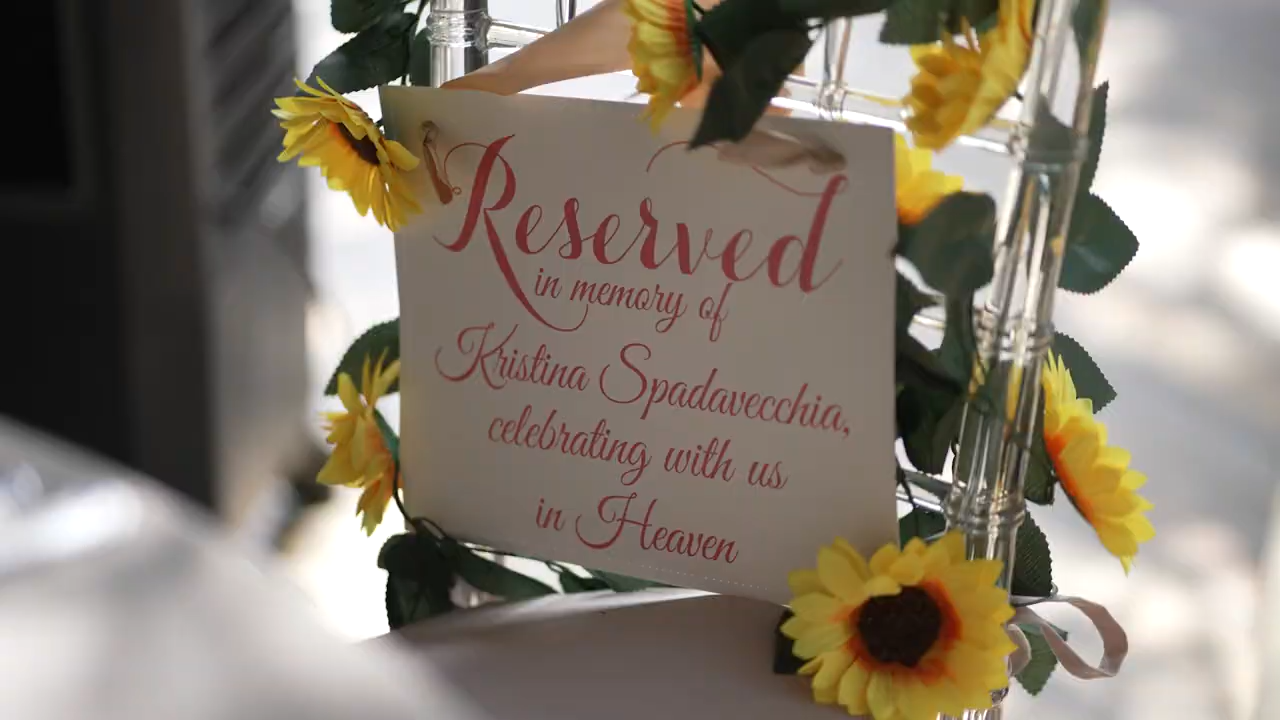 Reserved
in memory of
Kristina Spadavecchia,
celebrating with us
in Heaven